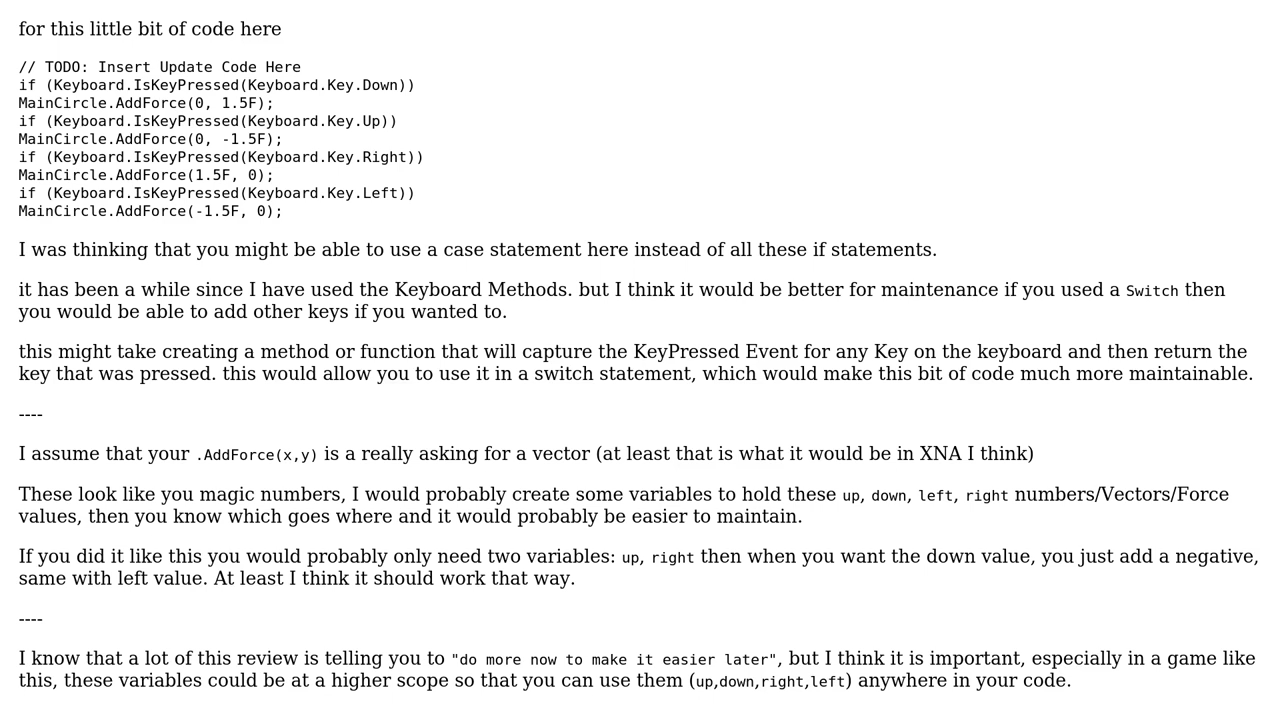 for this little bit of code here
// TODO: Insert Update Code Here
if (Keyboard.IsKeyPressed(Keyboard.Key.Down))
MainCircle.AddForce(0, 1.5F);
if (Keyboard.IsKeyPressed(Keyboard.Key.Up))
MainCircle.AddForce(0, -1.5F);
if (Keyboard.IsKeyPressed(Keyboard.Key.Right))
MainCircle.AddForce(1.5F, 0);
if (Keyboard.IsKeyPressed(Keyboard.Key.Left))
MainCircle.AddForce(-1.5F, 0);
I was thinking that you might be able to use a case statement here instead of all these if statements.
it has been a while since I have used the Keyboard Methods. but I think it would be better for maintenance if you used a Switch then
you would be able to add other keys if you wanted to.
this might take creating a method or function that will capture the KeyPressed Event for any Key on the keyboard and then return the
key that was pressed. this would allow you to use it in a switch statement, which would make this bit of code much more maintainable.
----
I assume that your .AddForce(x,y) is a really asking for a vector (at least that is what it would be in XNA I think)
These look like you magic numbers, I would probably create some variables to hold these up, down, left, right numbers/Vectors/Force
values, then you know which goes where and it would probably be easier to maintain.
If you did it like this you would probably only need two variables: up, right then when you want the down value, you just add a negative,
same with left value. At least I think it should work that way.
----
I know that a lot of this review is telling you to "do more now to make it easier later", but I think it is important, especially in a game like
this, these variables could be at a higher scope so that you can use them (up,down,right,left) anywhere in your code.